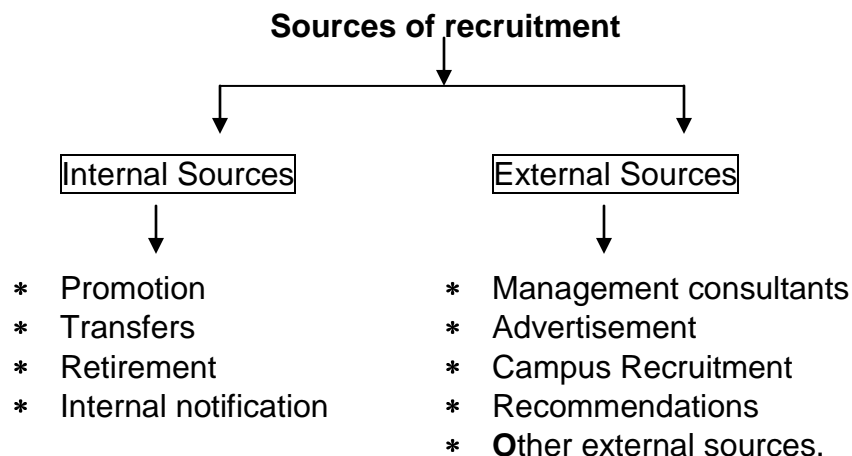 Sources of recruitment
Internal Sources
* Promotion
* Transfers
* Retirement
* Internal notification
External Sources
* Management consultants
* Advertisement
* Campus Recruitment
* Recommendations
* Other external sources.